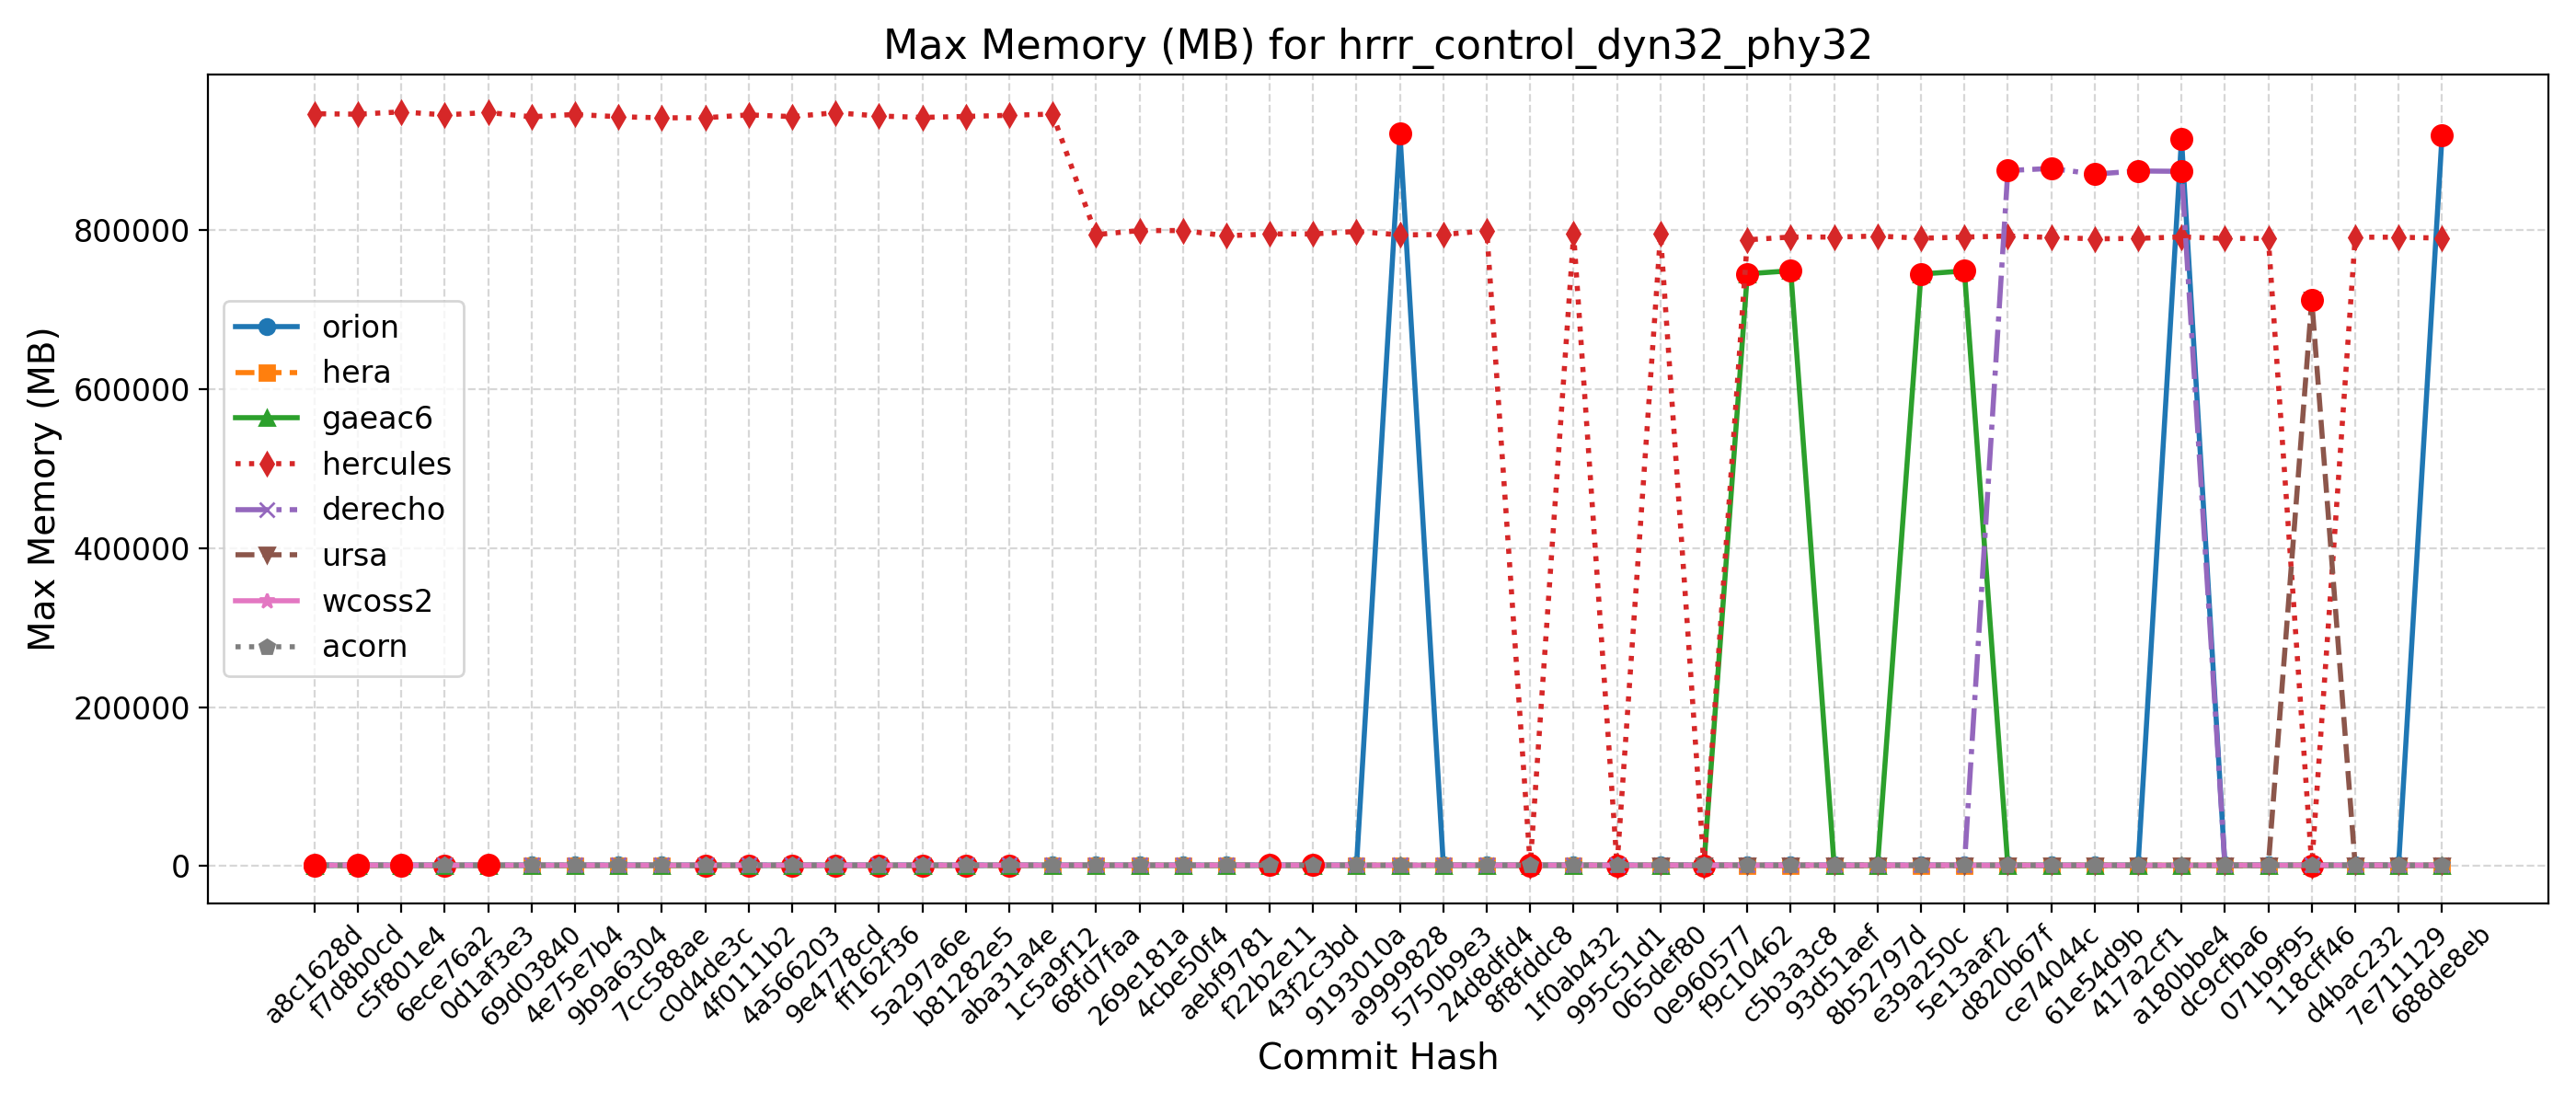 Max Memory (MB) for hrrr_control_dyn32_phy32
Max Memory (MB)
800000
600000
400000
200000
0
orion
hera
gaeac6
hercules
derecho
ursa
wcoss2
acorn
a8c1628d
f7d8b0cd
c5f801e4
6ece76a2
0d1af3e3
69d03840
4e75e7b4
9b9a6304
7cc588ae
c0d4de3c
4f0111b2
4a566203
9e4778cd
ff162f36
5a297a6e
b81282e5
aba31a4e
1c5a9f12
68fd7faa
269e181a
4cbe50f4
aebf9781
f22b2e11
43f2c3bd
9193010a
a9999828
5750b9e3
24d8dfd4
8f8fddc8
1f0ab432
995c51d1
065def80
0e960577
f9c10462
c5b3a3c8
93d51aef
8b52797d
e39a250c
5e13aaf2
d820b67f
ce74044c
61e54d9b
417a2cf1
a180bbe4
dc9cfba6
071b9f95
118cff46
d4bac232
7e711129
688de8eb
Commit Hash